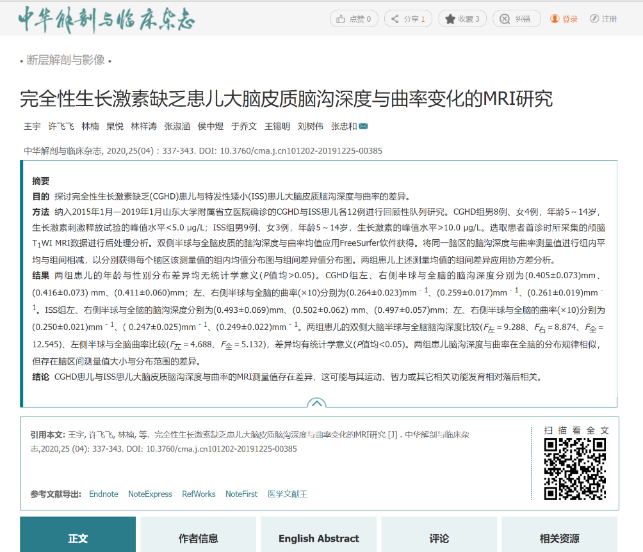 中华解剖与临床杂志
点赞 0 分享 1 收藏 3 纠错 登录 注册
· 断层解剖与影像 ·
完全性生长激素缺乏患儿大脑皮质脑沟深度与曲率变化的MRI研究
王宇 许飞飞 林楠 杲悦 林祥涛 张淑涵 侯中煜 于乔文 王锡明 刘树伟 张忠和
中华解剖与临床杂志, 2020,25(04) : 337-343. DOI: 10.3760/cma.j.cn101202-20191225-00385
摘要
目的 探讨完全性生长激素缺乏(CGHD)患儿与特发性矮小(ISS)患儿大脑皮质脑沟深度与曲率的差异。
方法 纳入2015年1月—2019年1月山东大学附属省立医院确诊的CGHD与ISS患儿各12例进行回顾性队列研究。CGHD组男8例、女4例，年龄5～14岁，
生长激素刺激释放试验的峰值水平<5.0 μg/L；ISS组男9例，女3例，年龄5～14岁，生长激素的峰值水平>10.0 μg/L。选取患者首诊时所采集的颅脑
T1WI MRI数据进行后处理分析。双侧半球与全脑皮质的脑沟深度与曲率均值应用FreeSurfer软件获得。将同一脑区的脑沟深度与曲率测量值进行组内平
均与组间相减，以分别获得每个脑区该测量值的组内均值分布图与组间差值分布图。两组患儿上述测量均值的组间差异应用协方差分析。
结果 两组患儿的年龄与性别分布差异均无统计学意义(P值均>0.05)。CGHD组左、右侧半球与全脑的脑沟深度分别为(0.405±0.073)mm、
(0.416±0.073) mm、(0.411±0.060)mm；左、右侧半球与全脑的曲率(×10)分别为(0.264±0.023)mm⁻¹、(0.259±0.017)mm⁻¹、(0.261±0.019)mm⁻
¹。ISS组左、右侧半球与全脑的脑沟深度分别为(0.493±0.069)mm、(0.502±0.062) mm、(0.497±0.057)mm；左、右侧半球与全脑的曲率(×10)分别为
(0.250±0.021)mm⁻¹、( 0.247±0.025)mm⁻¹、(0.249±0.022)mm⁻¹。两组患儿的双侧大脑半球与全脑脑沟深度比较(F左＝9.288、F右＝8.874、F全＝
12.545)、左侧半球与全脑曲率比较(F左＝4.688、F全＝5.132)，差异均有统计学意义(P值均<0.05)。两组患儿脑沟深度与曲率在全脑的分布规律相似，
但存在脑区间测量值大小与分布范围的差异。
结论 CGHD患儿与ISS患儿大脑皮质脑沟深度与曲率的MRI测量值存在差异，这可能与其运动、智力或其它相关功能发育相对落后相关。
引用本文: 王宇, 许飞飞, 林楠, 等. 完全性生长激素缺乏患儿大脑皮质脑沟深度与曲率变化的MRI研究 [J] . 中华解剖与临床杂
志,2020,25 (04): 337-343. DOI: 10.3760/cma.j.cn101202-20191225-00385
扫描看全文
参考文献导出: Endnote NoteExpress RefWorks NoteFirst 医学文献王
正文 作者信息 English Abstract 评论 相关资源